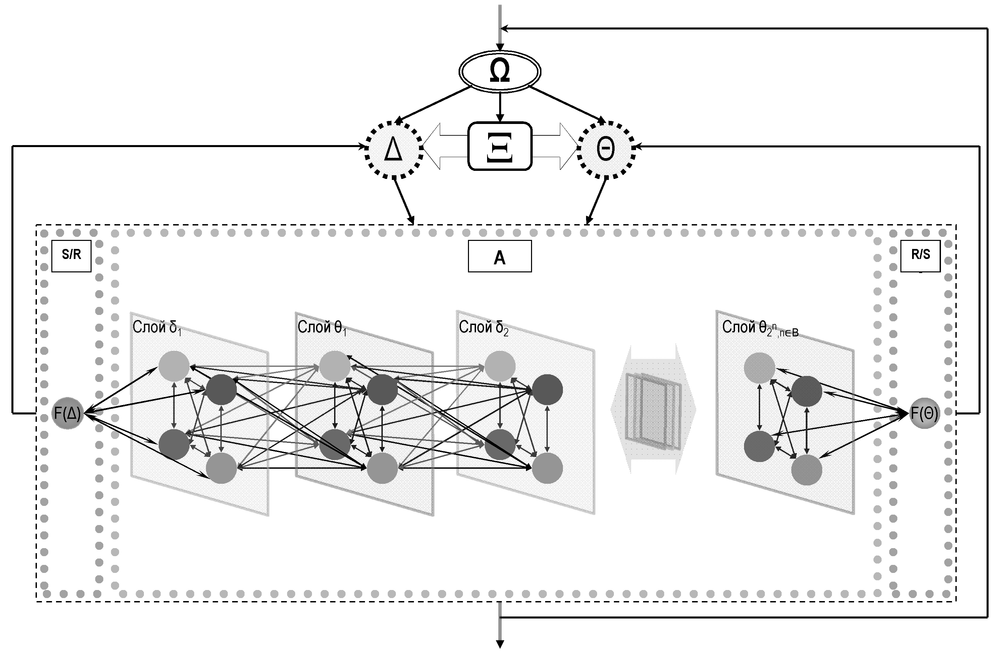 Ω
Δ
Ξ
Θ
S/R
A
R/S
Слой δ₁
Слой θ₁
Слой δ₂
Слой θ₂ⁿ,n∈B
F(Δ)
F(Θ)